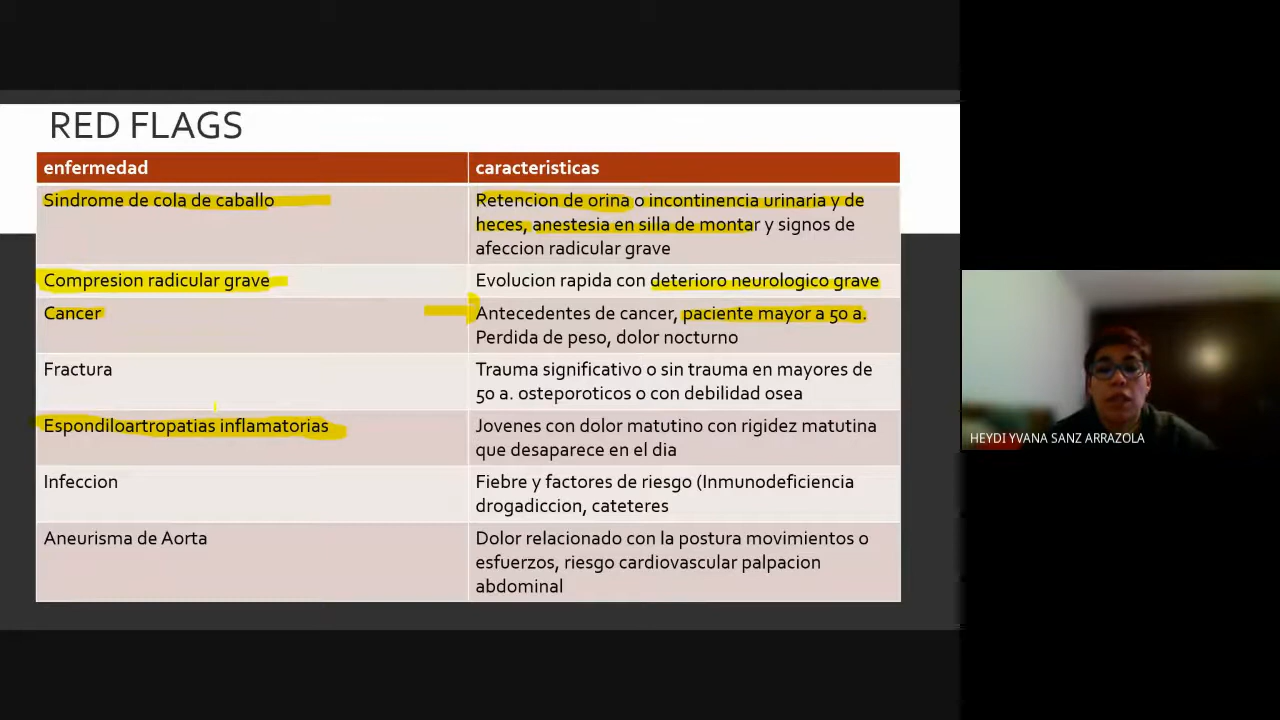 RED FLAGS
enfermedad
caracteristicas
Sindrome de cola de caballo
Retencion de orina o incontinencia urinaria y de
heces, anestesia en silla de montar y signos de
afeccion radicular grave
Compresion radicular grave
Evolucion rapida con deterioro neurologico grave
Cancer
Antecedentes de cancer, paciente mayor a 50 a.
Perdida de peso, dolor nocturno
Fractura
Trauma significativo o sin trauma en mayores de
50 a. osteporoticos o con debilidad osea
Espondiloartropatias inflamatorias
Jovenes con dolor matutino con rigidez matutina
que desaparece en el dia
Infeccion
Fiebre y factores de riesgo (Inmunodeficiencia
drogadiccion, cateteres
Aneurisma de Aorta
Dolor relacionado con la postura movimientos o
esfuerzos, riesgo cardiovascular palpacion
abdominal
HEYDI YVANA SANZ ARRAZOLA